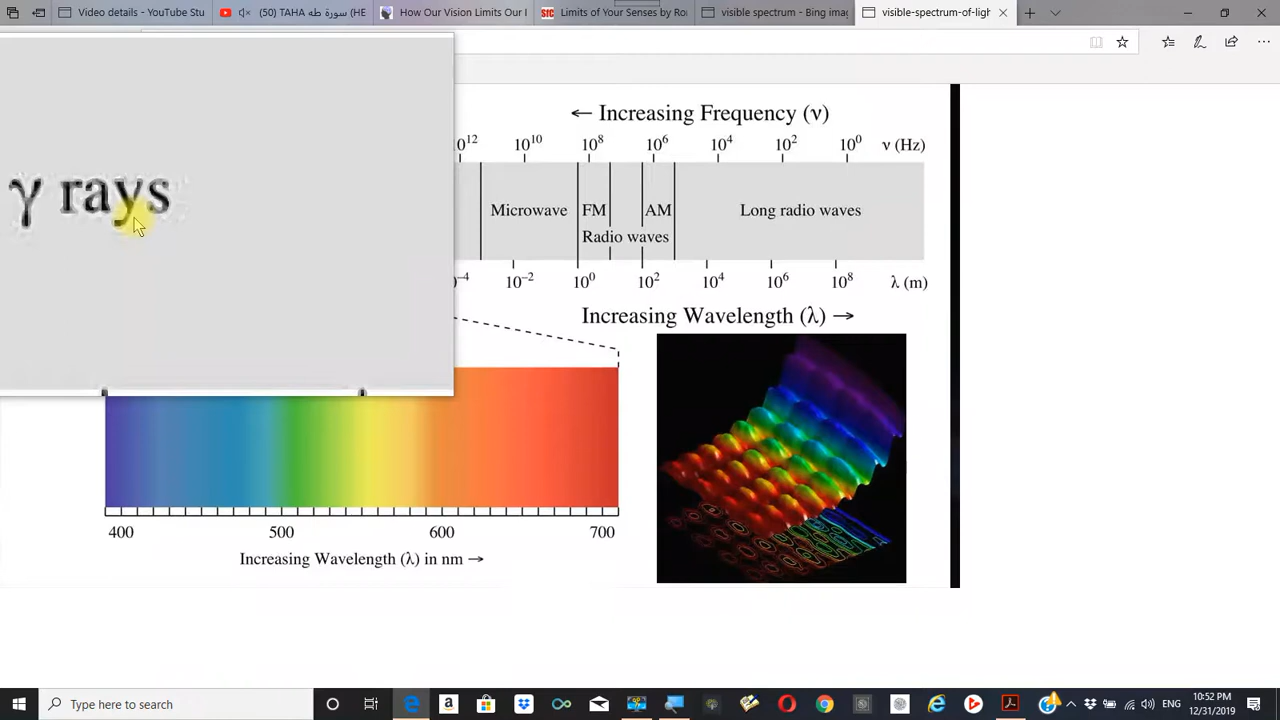 Video details - YouTube Stu
(50) TAHA سورة طه (HE
How Our Vision Limits Our I
Limits of Your Senses by Ro
visible spectrum - Bing imag
visible-spectrum-of-ligh
← Increasing Frequency (ν)
10¹² 10¹⁰ 10⁸ 10⁶ 10⁴ 10² 10⁰ ν (Hz)
γ rays
Microwave FM AM Long radio waves
Radio waves
10⁻² 10⁰ 10² 10⁴ 10⁶ 10⁸ λ (m)
Increasing Wavelength (λ) →
400 500 600 700
Increasing Wavelength (λ) in nm →
Type here to search
ENG
10:52 PM
12/31/2019